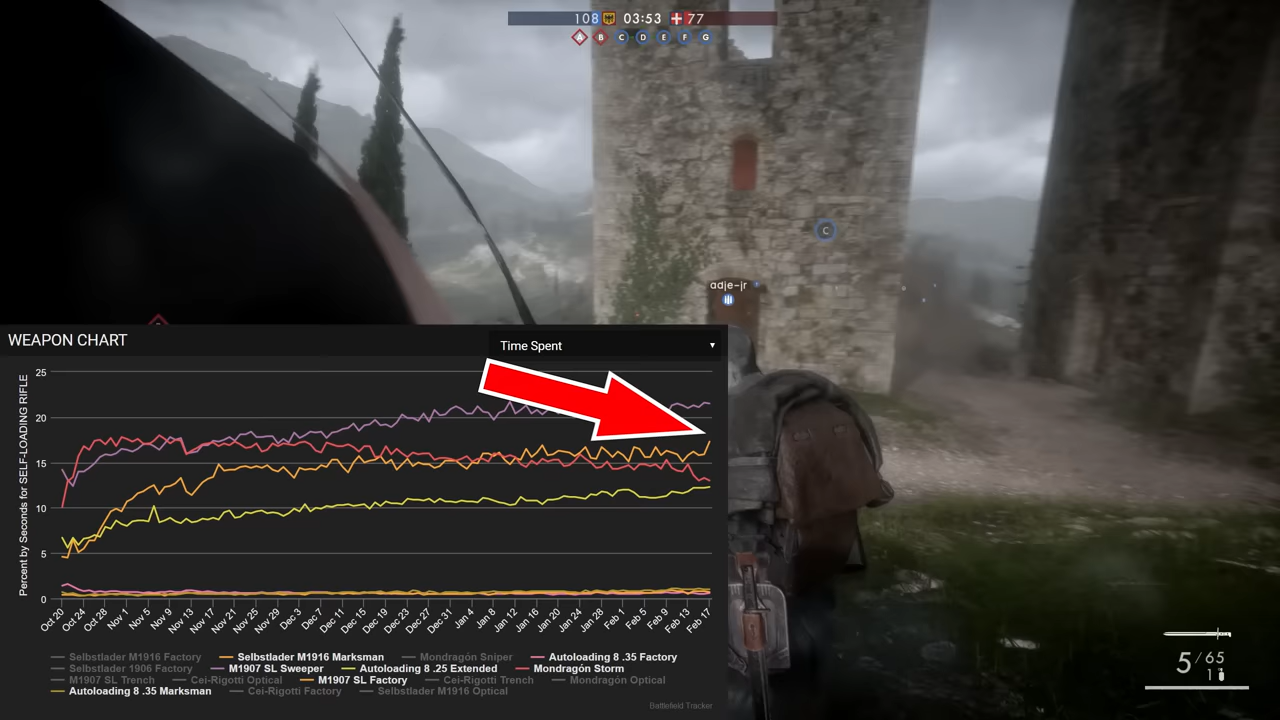 108 03:53 77
A B C D E F G
C
adje-jr
WEAPON CHART
Time Spent
Percent by Seconds for SELF-LOADING RIFLE
25
20
15
10
5
0
Oct 20 Oct 24 Oct 28 Nov 1 Nov 5 Nov 9 Nov 13 Nov 17 Nov 21 Nov 25 Nov 29 Dec 3 Dec 7 Dec 11 Dec 15 Dec 19 Dec 23 Dec 27 Dec 31 Jan 4 Jan 8 Jan 12 Jan 16 Jan 20 Jan 24 Jan 28 Feb 1 Feb 5 Feb 9 Feb 13 Feb 17
Selbstlader M1916 Factory Selbstlader M1916 Marksman Mondragón Sniper Autoloading 8 .35 Factory
Selbstlader 1906 Factory M1907 SL Sweeper Autoloading 8 .25 Extended Mondragón Storm
M1907 SL Trench Cei-Rigotti Optical M1907 SL Factory Cei-Rigotti Trench Mondragón Optical
Autoloading 8 .35 Marksman Cei-Rigotti Factory Selbstlader M1916 Optical
Battlefield Tracker
5/65
1